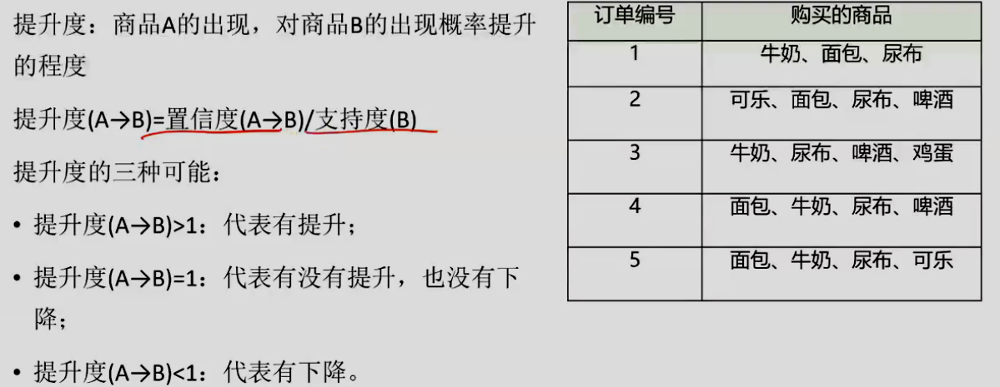 提升度：商品A的出现，对商品B的出现概率提升
的程度
提升度(A→B)=置信度(A→B)/支持度(B)
提升度的三种可能：
• 提升度(A→B)>1：代表有提升；
• 提升度(A→B)=1：代表有没有提升，也没有下
降；
• 提升度(A→B)<1：代表有下降。
订单编号 购买的商品
1 牛奶、面包、尿布
2 可乐、面包、尿布、啤酒
3 牛奶、尿布、啤酒、鸡蛋
4 面包、牛奶、尿布、啤酒
5 面包、牛奶、尿布、可乐